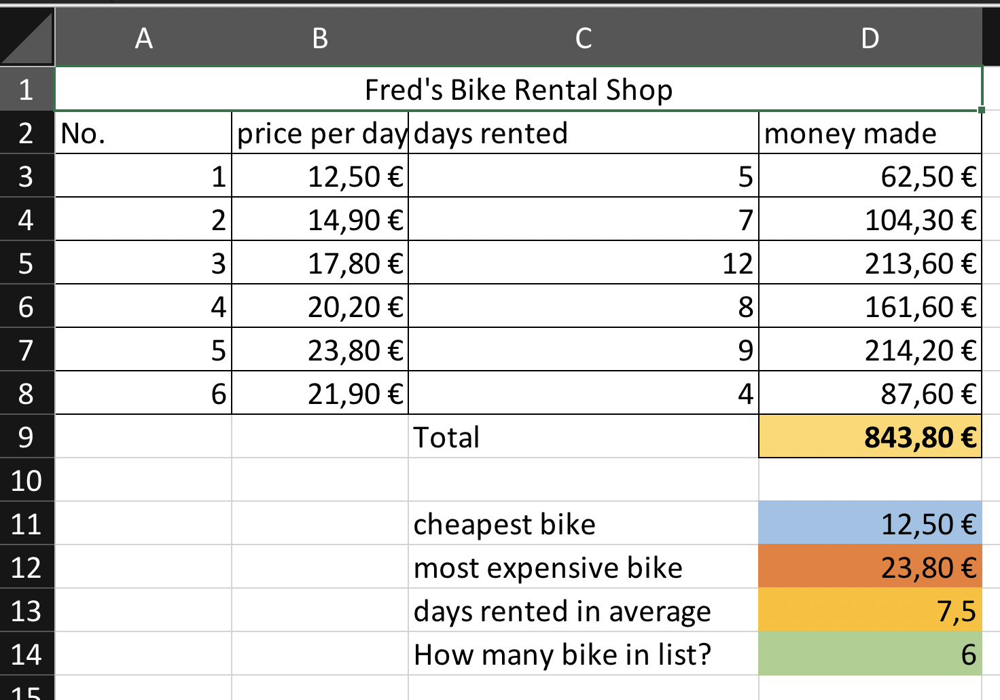 A B C D
1 Fred's Bike Rental Shop
2 No. price per day days rented money made
3 1 12,50 € 5 62,50 €
4 2 14,90 € 7 104,30 €
5 3 17,80 € 12 213,60 €
6 4 20,20 € 8 161,60 €
7 5 23,80 € 9 214,20 €
8 6 21,90 € 4 87,60 €
9 Total 843,80 €
10
11 cheapest bike 12,50 €
12 most expensive bike 23,80 €
13 days rented in average 7,5
14 How many bike in list? 6
15